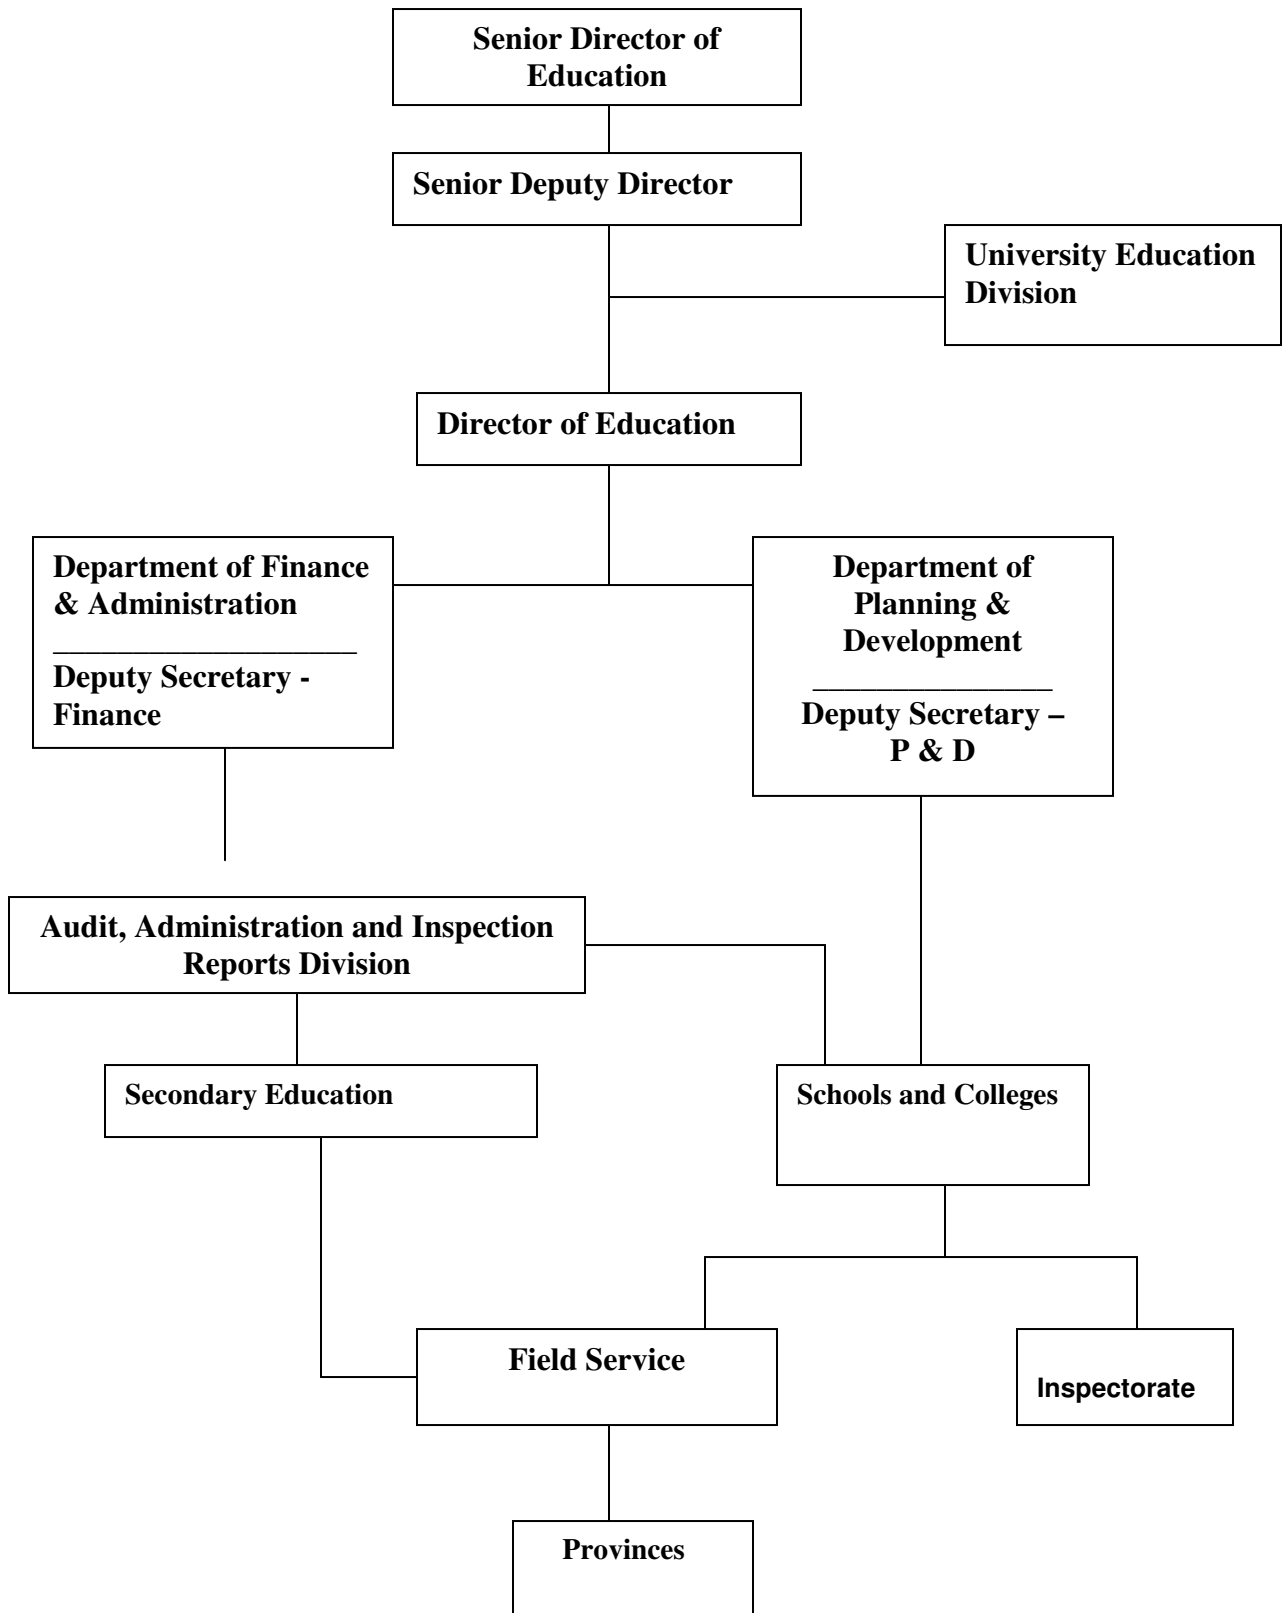 Senior Director of
Education
Senior Deputy Director
University Education
Division
Director of Education
Department of Finance
& Administration
___________________
Deputy Secretary -
Finance
Department of
Planning &
Development
_______________
Deputy Secretary –
P & D
Audit, Administration and Inspection
Reports Division
Secondary Education
Schools and Colleges
Field Service
Inspectorate
Provinces